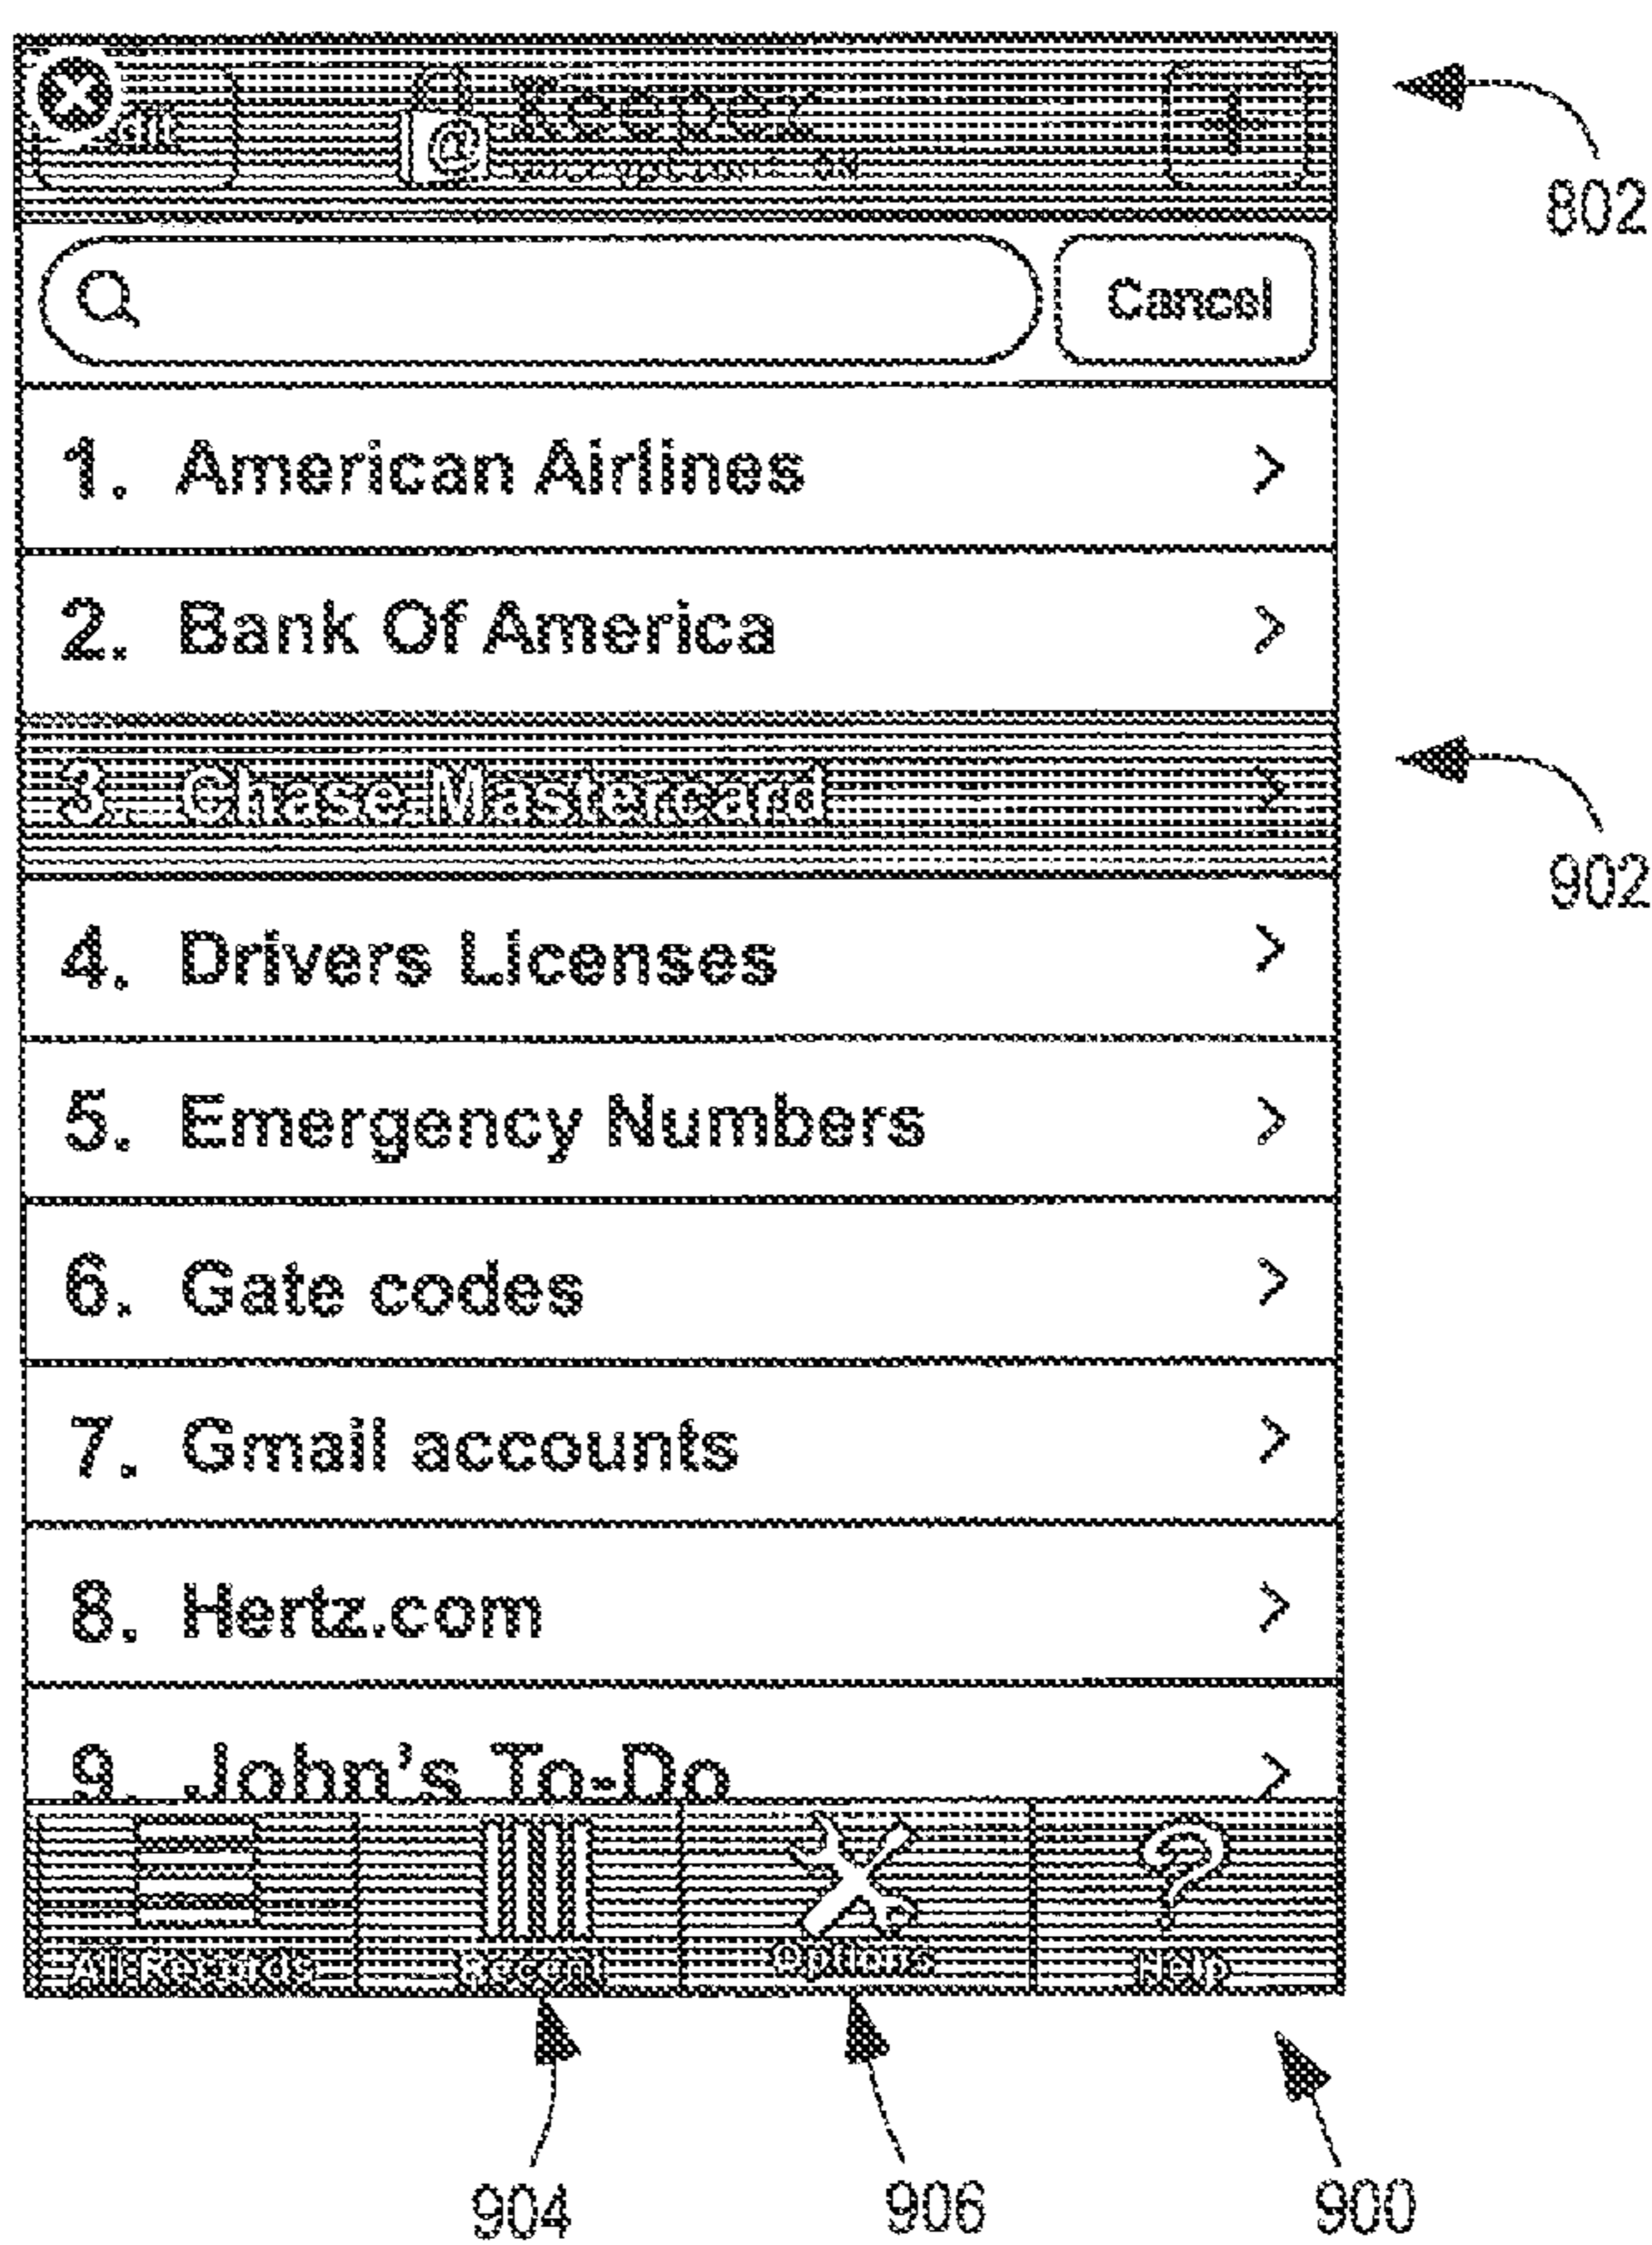 Keeper
802
Cancel
1. American Airlines >
2. Bank Of America >
3. Chase Mastercard >
902
4. Drivers Licenses >
5. Emergency Numbers >
6. Gate codes >
7. Gmail accounts >
8. Hertz.com >
9. John's To-Do >
All Records Recent Options Help
904 906 900